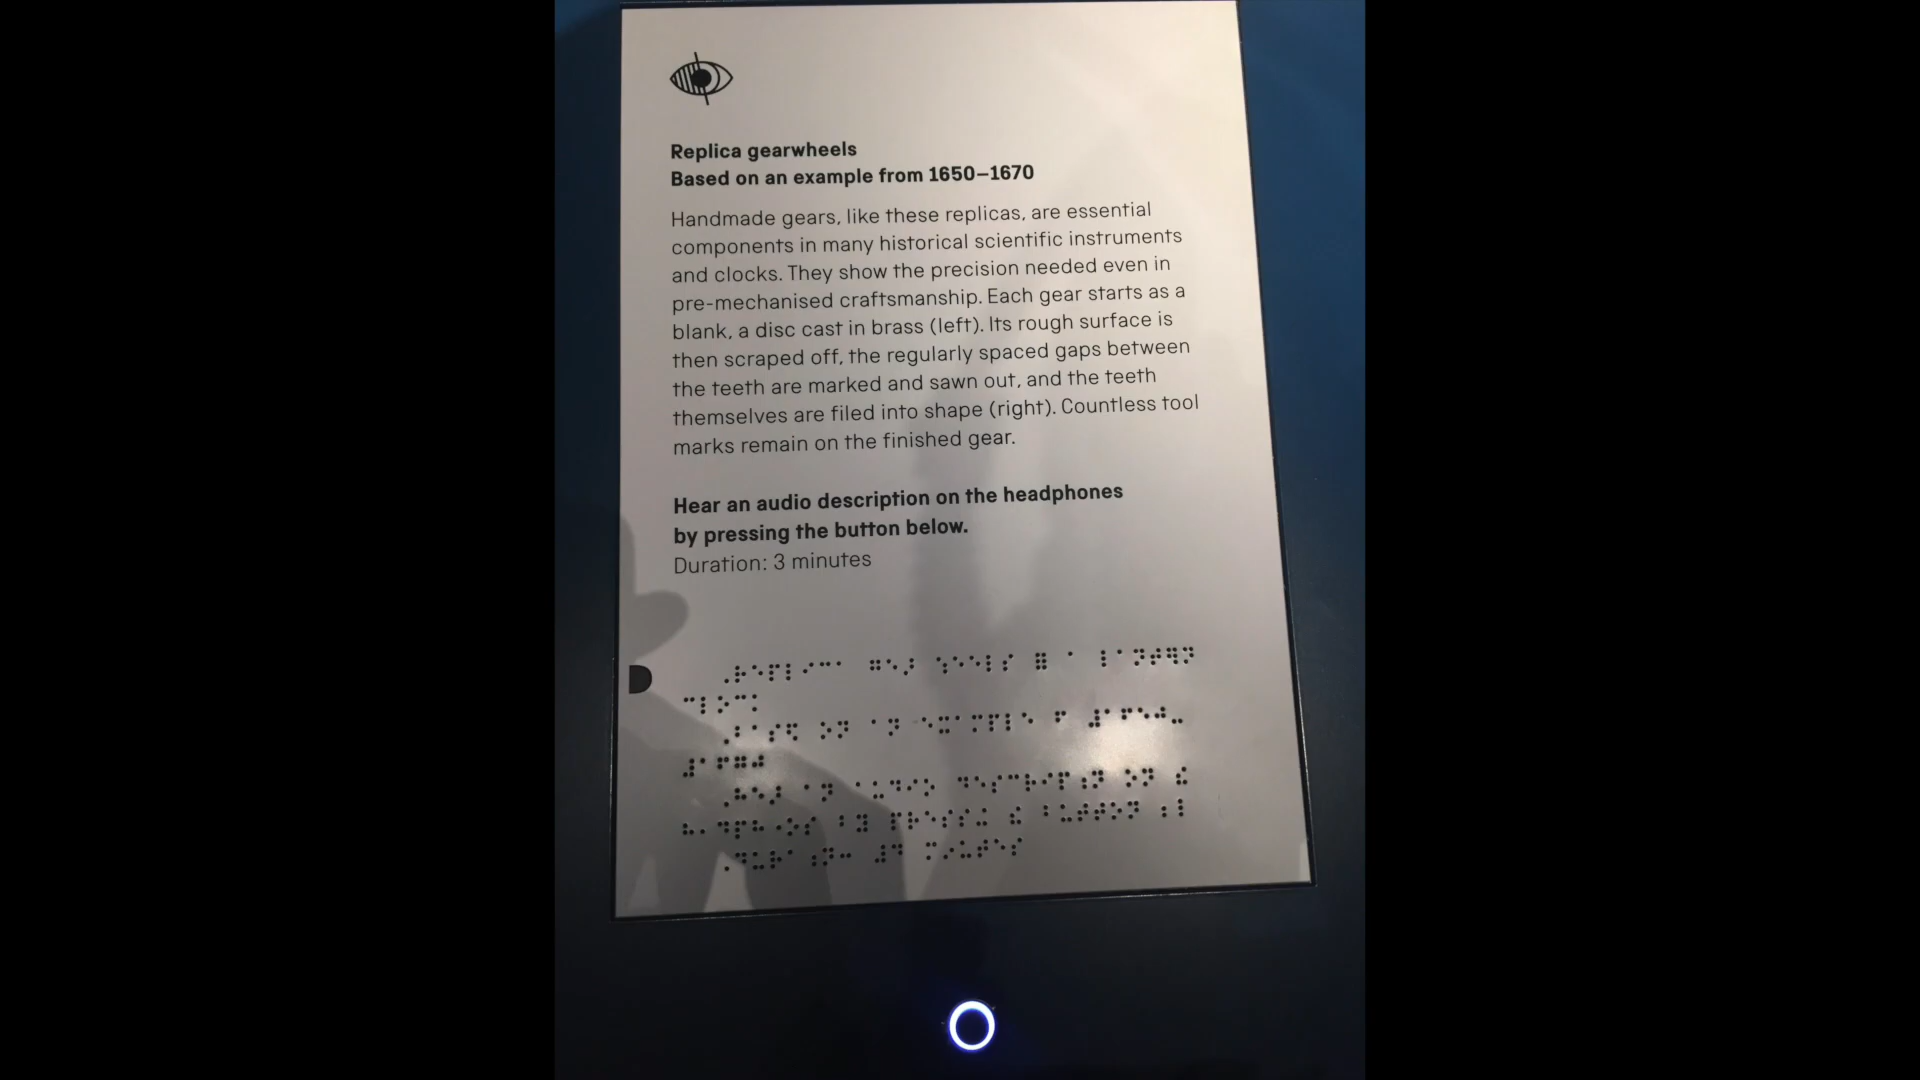 Replica gearwheels
Based on an example from 1650–1670
Handmade gears, like these replicas, are essential
components in many historical scientific instruments
and clocks. They show the precision needed even in
pre-mechanised craftsmanship. Each gear starts as a
blank, a disc cast in brass (left). Its rough surface is
then scraped off, the regularly spaced gaps between
the teeth are marked and sawn out, and the teeth
themselves are filed into shape (right). Countless tool
marks remain on the finished gear.
Hear an audio description on the headphones
by pressing the button below.
Duration: 3 minutes